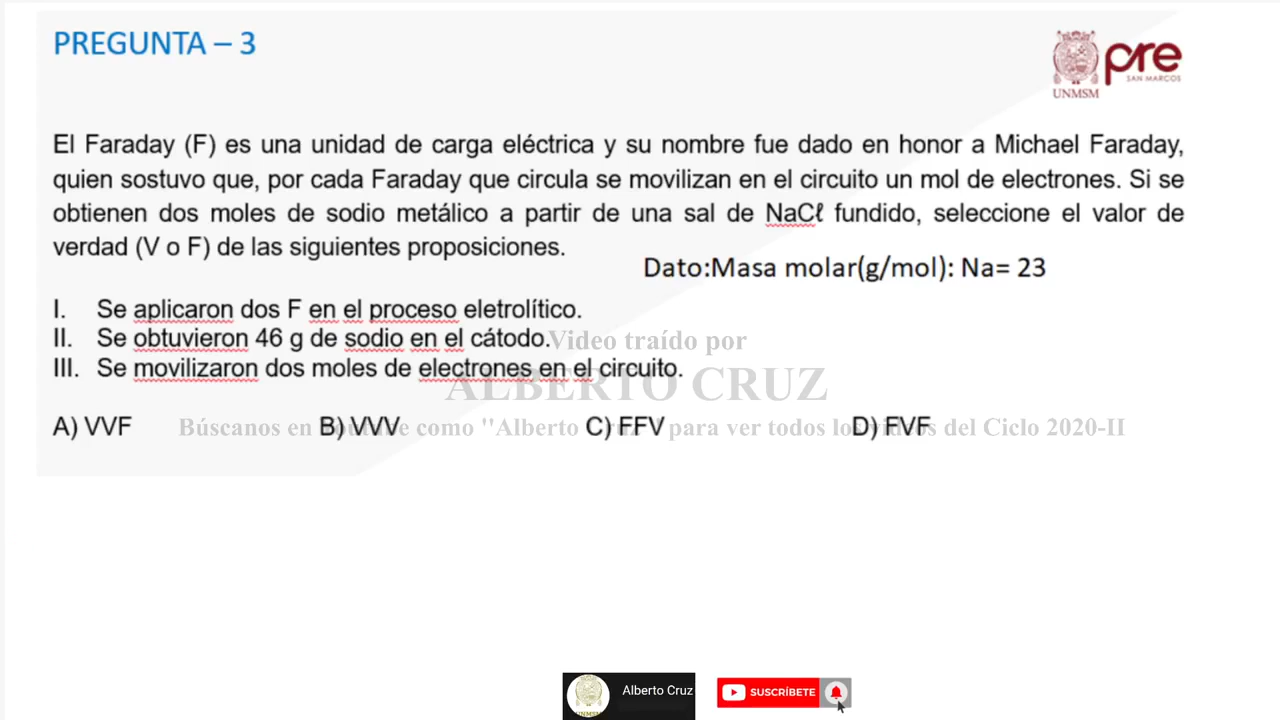 PREGUNTA – 3
pre
SAN MARCOS
UNMSM
El Faraday (F) es una unidad de carga eléctrica y su nombre fue dado en honor a Michael Faraday,
quien sostuvo que, por cada Faraday que circula se movilizan en el circuito un mol de electrones. Si se
obtienen dos moles de sodio metálico a partir de una sal de NaCℓ fundido, seleccione el valor de
verdad (V o F) de las siguientes proposiciones.
Dato:Masa molar(g/mol): Na= 23
I. Se aplicaron dos F en el proceso eletrolítico.
II. Se obtuvieron 46 g de sodio en el cátodo.
Video traído por
III. Se movilizaron dos moles de electrones en el circuito.
ALBERTO CRUZ
A) VVF B) VVV C) FFV D) FVF
Búscanos en Youtube como "Alberto Cruz" para ver todos los videos del Ciclo 2020-II
Alberto Cruz
UNMSM
SUSCRÍBETE